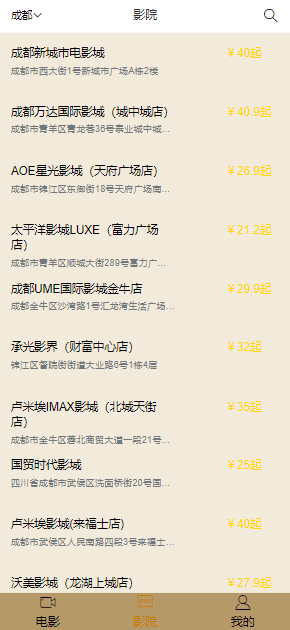 成都 影院
成都新城市电影城 ￥40起
成都市西大街1号新城市广场A栋2楼
成都万达国际影城（城中城店） ￥40.9起
成都市青羊区青龙巷36号泰业城中城...
AOE星光影城（天府广场店） ￥26.9起
成都市锦江区东御街18号天府广场南...
太平洋影城LUXE（富力广场 ￥21.2起
店）
成都市青羊区顺城大街289号富力广...
成都UME国际影城金牛店 ￥29.9起
成都金牛区沙湾路1号汇龙湾生活广场...
承光影界（财富中心店） ￥32起
锦江区督院街街道大业路6号1栋4层
卢米埃IMAX影城（北城天街 ￥35起
店）
成都市金牛区蓉北商贸大道一段21号...
国贸时代影城 ￥25起
四川省成都市武侯区洗面桥街20号国...
卢米埃影城(来福士店) ￥40起
成都市武侯区人民南路四段3号来福士...
沃美影城（龙湖上城店） ￥27.9起
电影 影院 我的